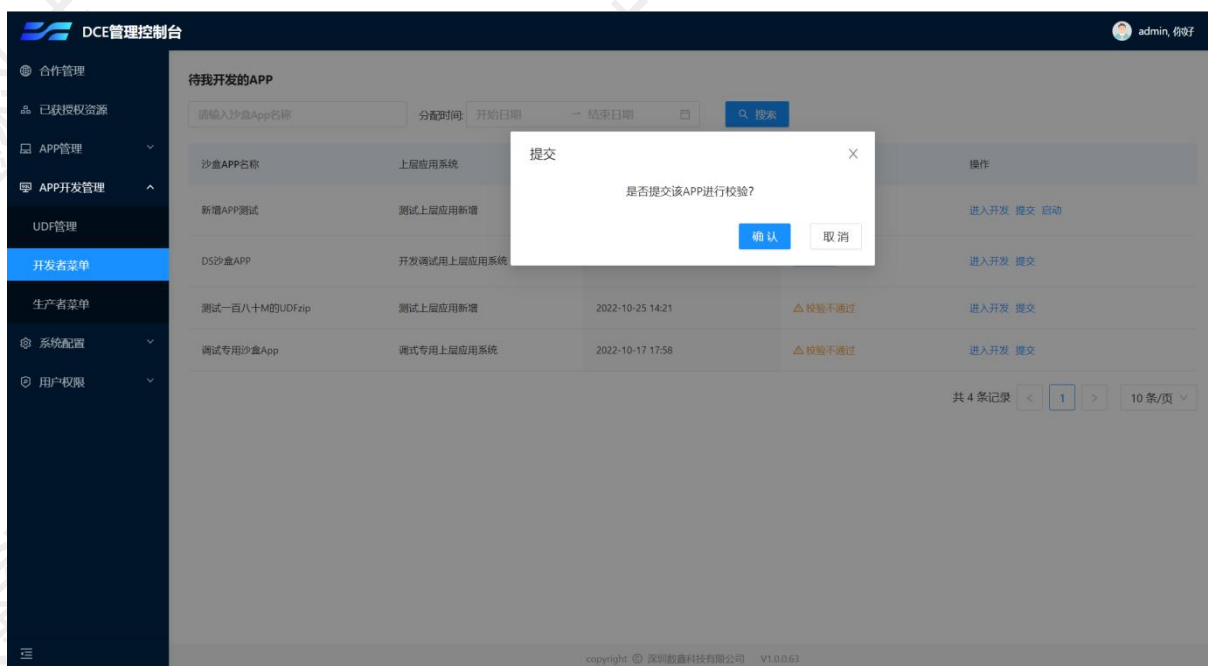 DCE管理控制台
admin, 你好
合作管理
已获授权资源
APP管理
APP开发管理
UDF管理
开发者菜单
生产者菜单
系统配置
用户权限
待我开发的APP
请输入沙盒App名称 分配时间: 开始日期 → 结束日期 搜索
沙盒APP名称 上层应用系统 操作
新增APP测试 测试上层应用新增 进入开发 提交 启动
DS沙盒APP 开发调试用上层应用系统 进入开发 提交
测试一百八十M的UDFzip 测试上层应用新增 2022-10-25 14:21 校验不通过 进入开发 提交
调试专用沙盒App 调式专用上层应用系统 2022-10-17 17:58 校验不通过 进入开发 提交
共 4 条记录 < 1 > 10 条/页
提交
是否提交该APP进行校验?
确 认 取 消
copyright © 深圳数鑫科技有限公司 V1.0.0.63